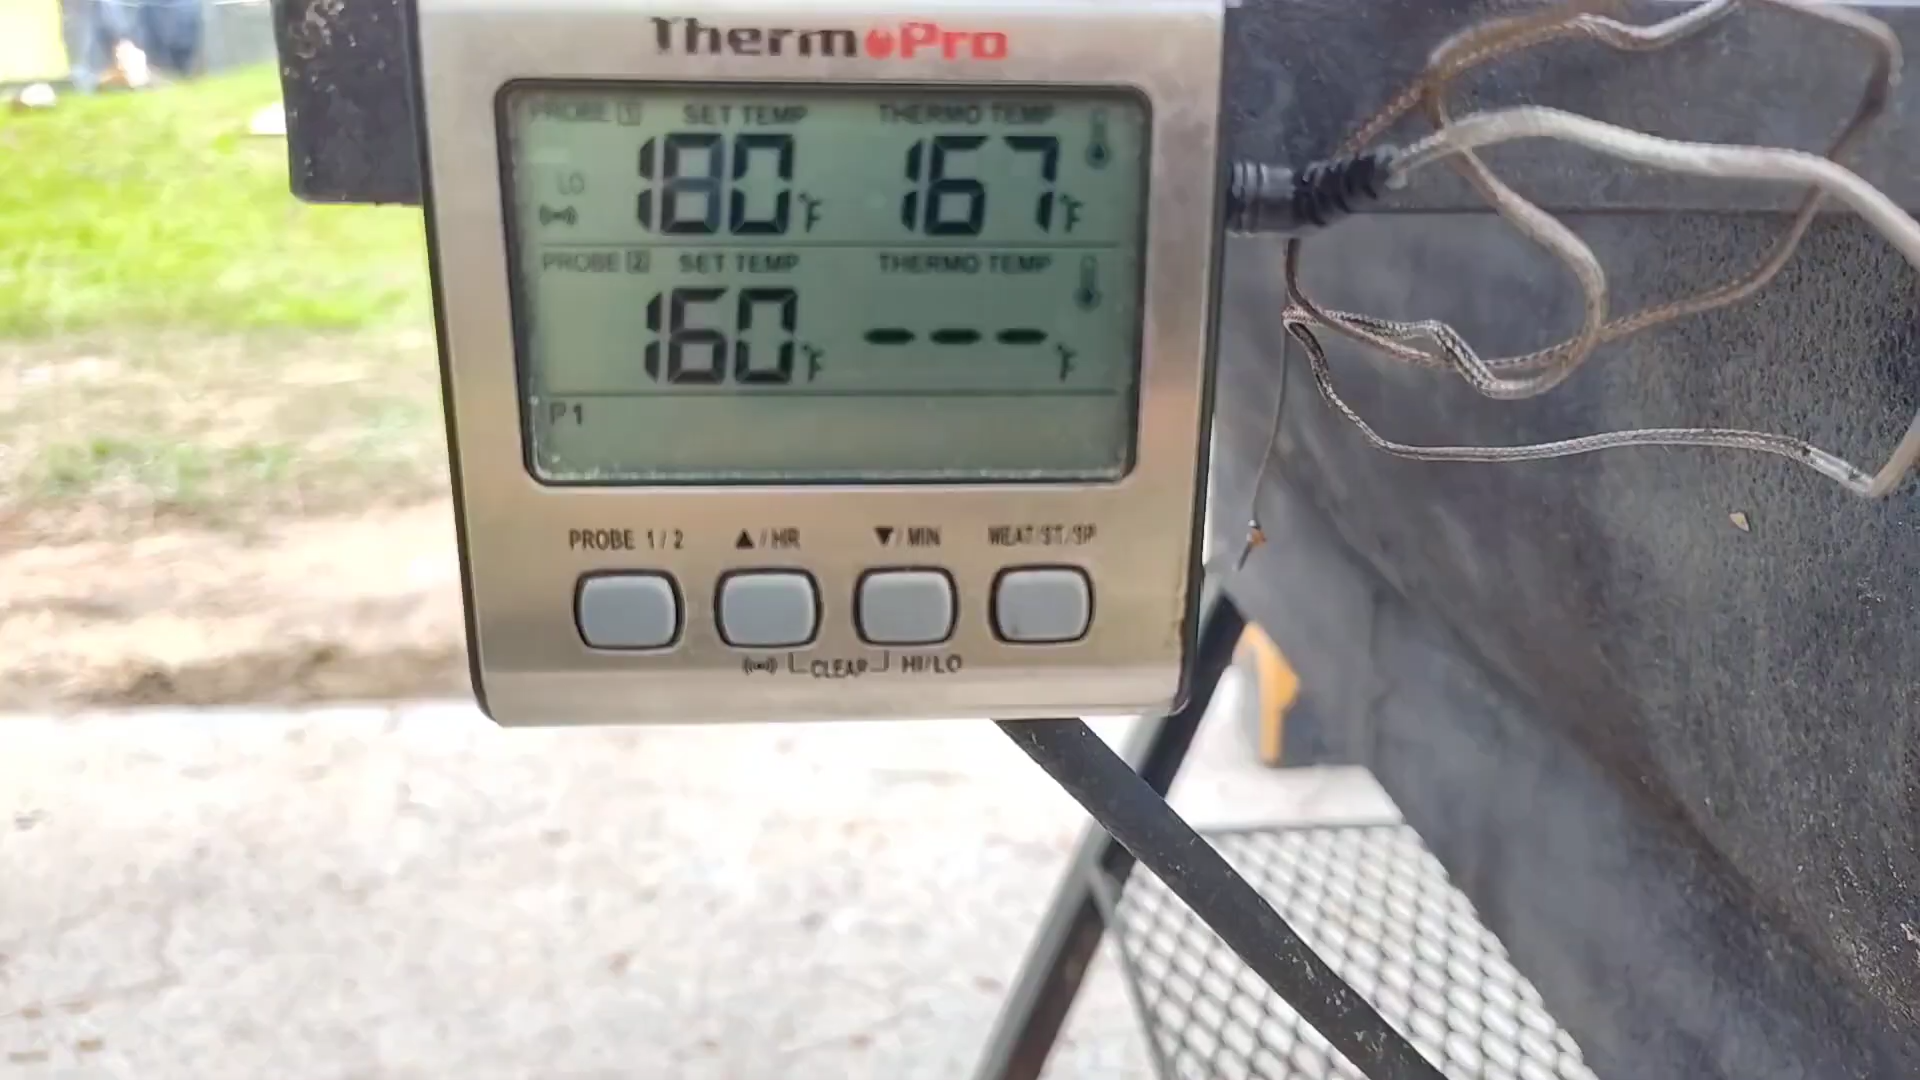 ThermoPro
PROBE 1 SET TEMP THERMO TEMP
LO 180°F 167°F
PROBE 2 SET TEMP THERMO TEMP
160°F ---°F
P1
PROBE 1/2 ▲/HR ▼/MIN MEAT/ST/SP
CLEAR HI/LO